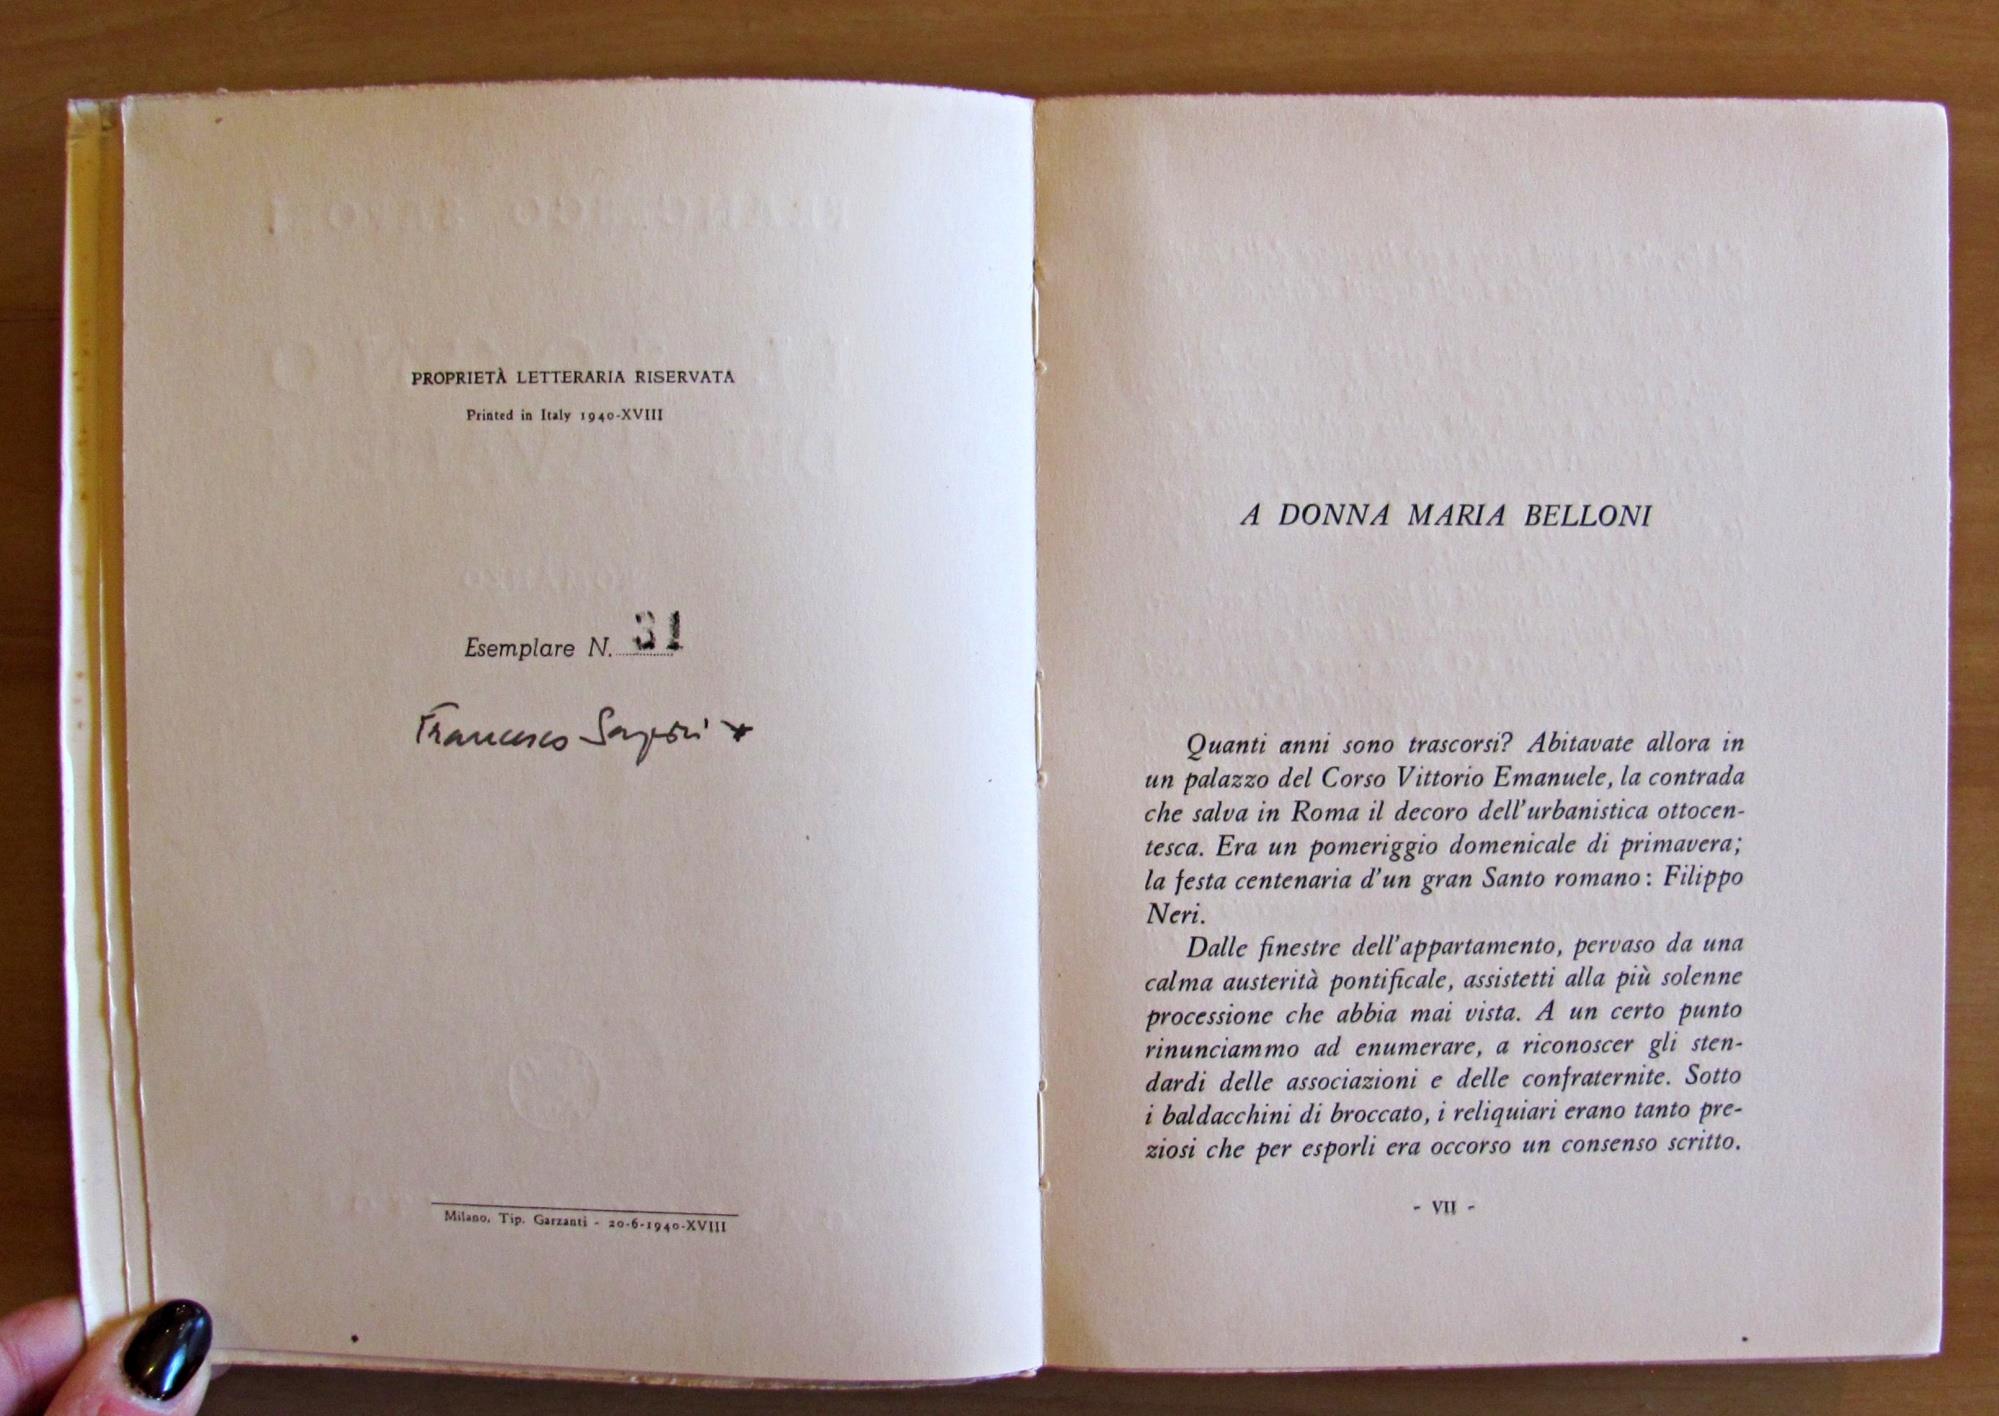 PROPRIETÀ LETTERARIA RISERVATA
Printed in Italy 1940-XVIII
Esemplare N. 31
Francesco Sapori
Milano, Tip. Garzanti - 20-6-1940-XVIII
A DONNA MARIA BELLONI
Quanti anni sono trascorsi? Abitavate allora in
un palazzo del Corso Vittorio Emanuele, la contrada
che salva in Roma il decoro dell'urbanistica ottocen-
tesca. Era un pomeriggio domenicale di primavera;
la festa centenaria d'un gran Santo romano: Filippo
Neri.
Dalle finestre dell'appartamento, pervaso da una
calma austerità pontificale, assistetti alla più solenne
processione che abbia mai vista. A un certo punto
rinunciammo ad enumerare, a riconoscer gli sten-
dardi delle associazioni e delle confraternite. Sotto
i baldacchini di broccato, i reliquiari erano tanto pre-
ziosi che per esporli era occorso un consenso scritto.
- VII -